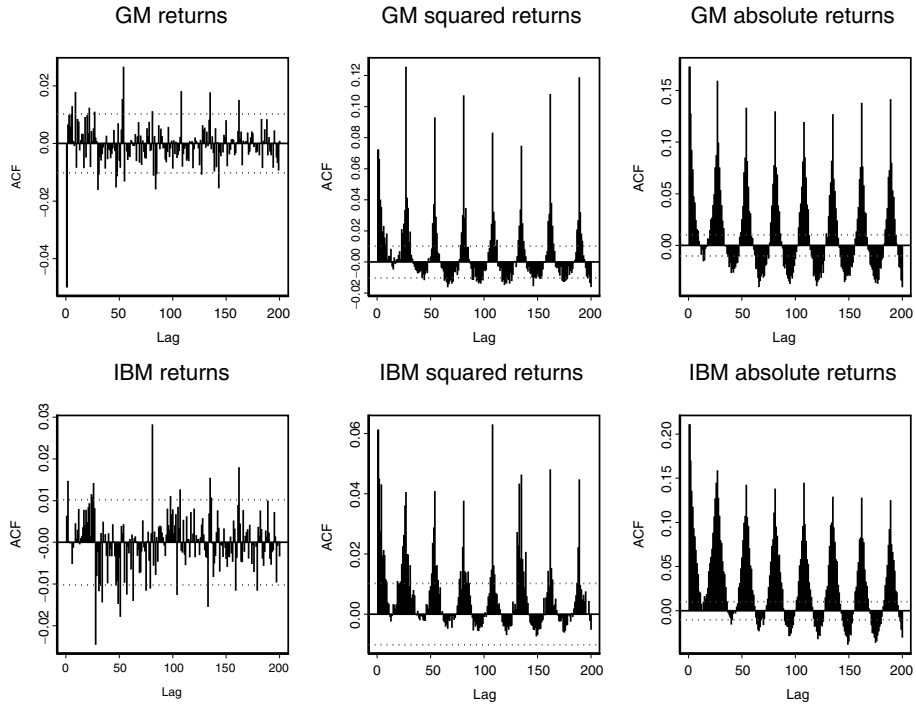 GM returns
GM squared returns
GM absolute returns
ACF
0.02
0.00
−0.02
−0.04
0 50 100 150 200
Lag
ACF
0.12
0.10
0.08
0.06
0.04
0.02
−0.00
−0.02
0 50 100 150 200
Lag
ACF
0.15
0.10
0.05
0.00
0 50 100 150 200
Lag
IBM returns
IBM squared returns
IBM absolute returns
ACF
0.03
0.02
0.01
−0.00
−0.01
−0.02
0 50 100 150 200
Lag
ACF
0.06
0.04
0.02
0.00
0 50 100 150 200
Lag
ACF
0.20
0.15
0.10
0.05
0.00
0 50 100 150 200
Lag